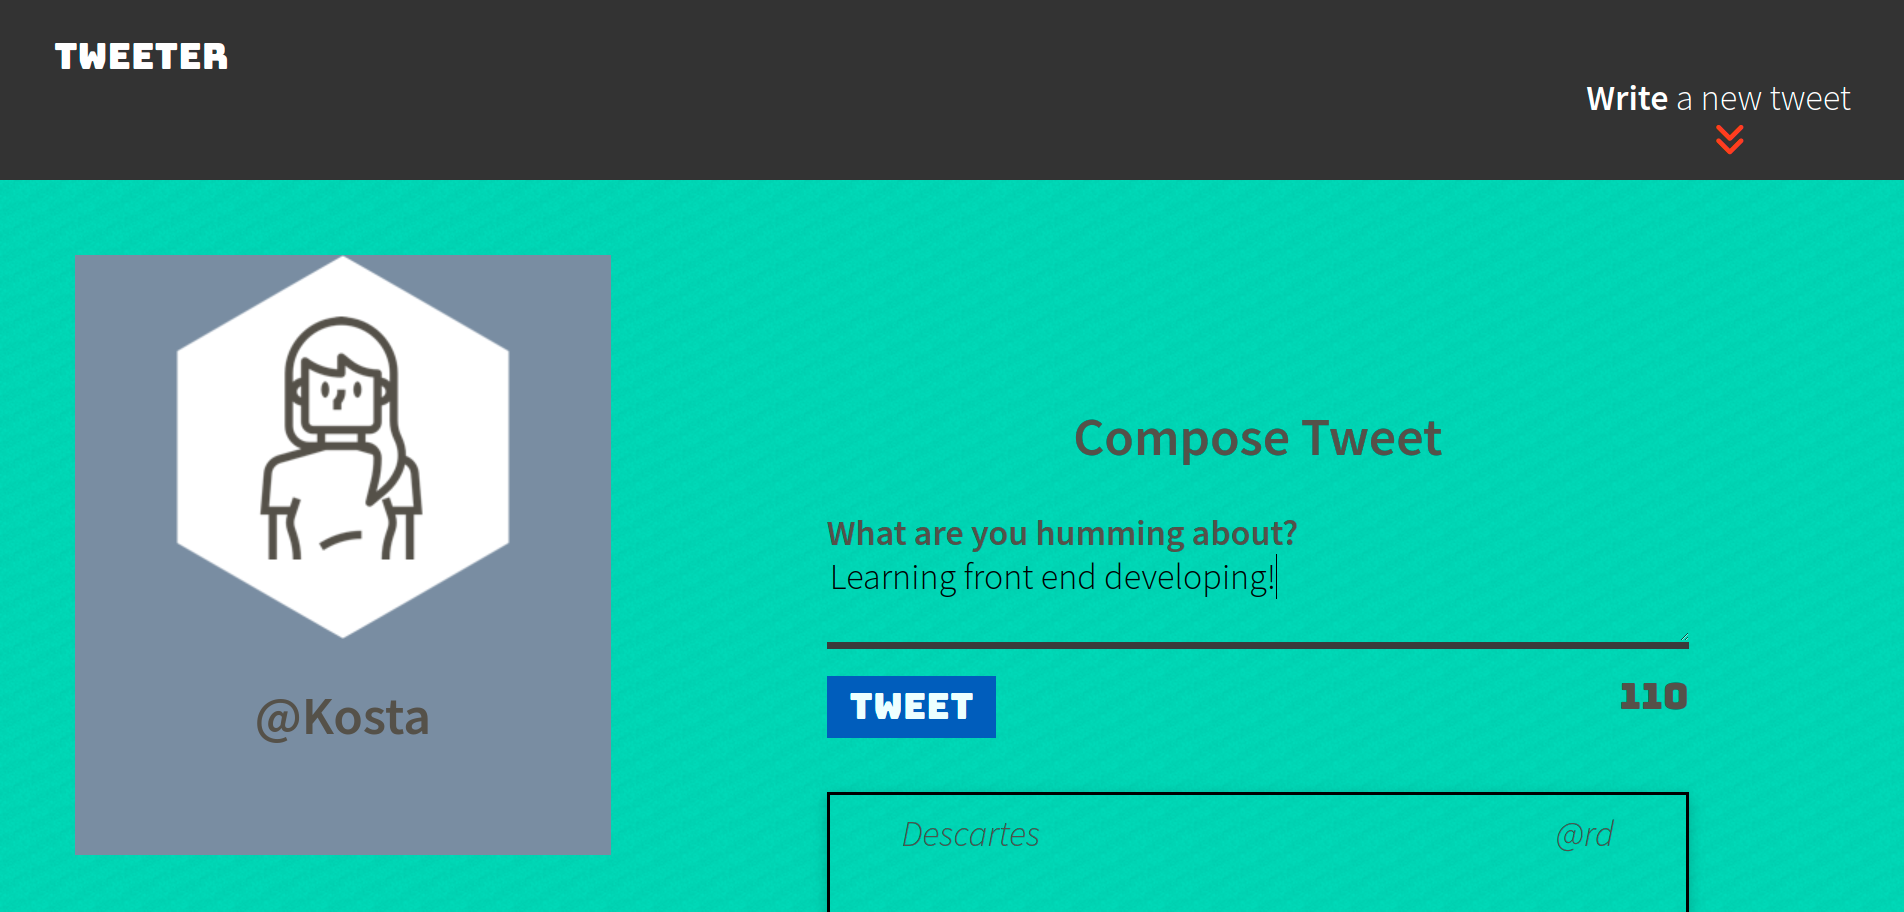 TWEETER
Write a new tweet
@Kosta
Compose Tweet
What are you humming about?
Learning front end developing!
TWEET
110
Descartes
@rd